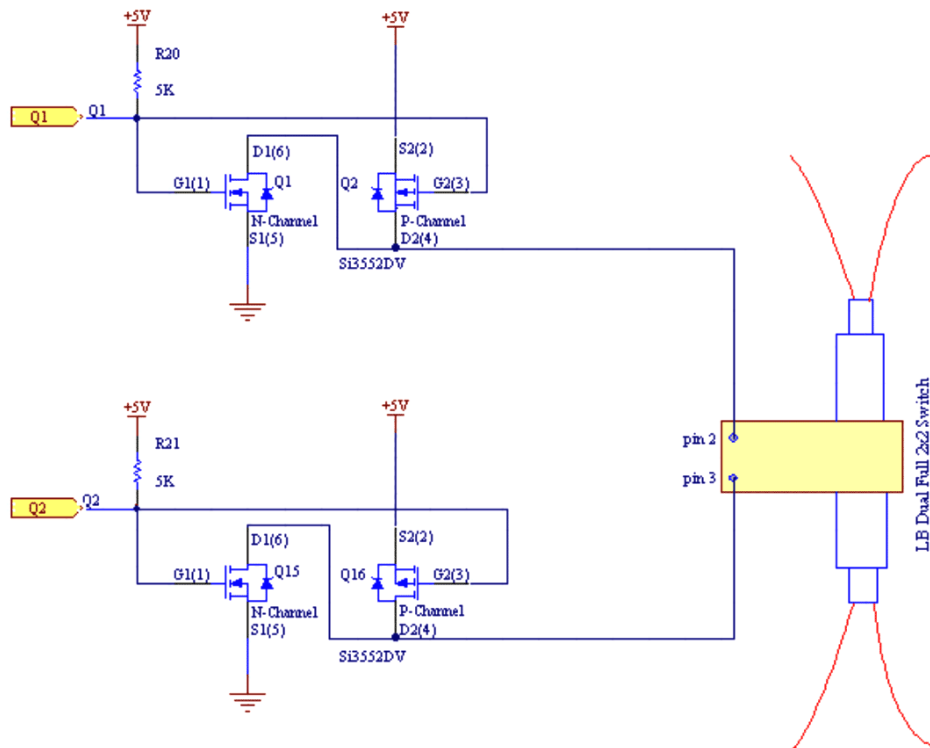 +5V
+5V
R20
5K
Q1
Q1
D1(6)
S2(2)
G1(1)
Q1
Q2
G2(3)
N-Channel
P-Channel
S1(5)
D2(4)
Si3552DV
+5V
+5V
R21
5K
pin 2
pin 3
LB Dual Full 2x2 Switch
Q2
Q2
D1(6)
S2(2)
G1(1)
Q15
Q16
G2(3)
N-Channel
P-Channel
S1(5)
D2(4)
Si3552DV